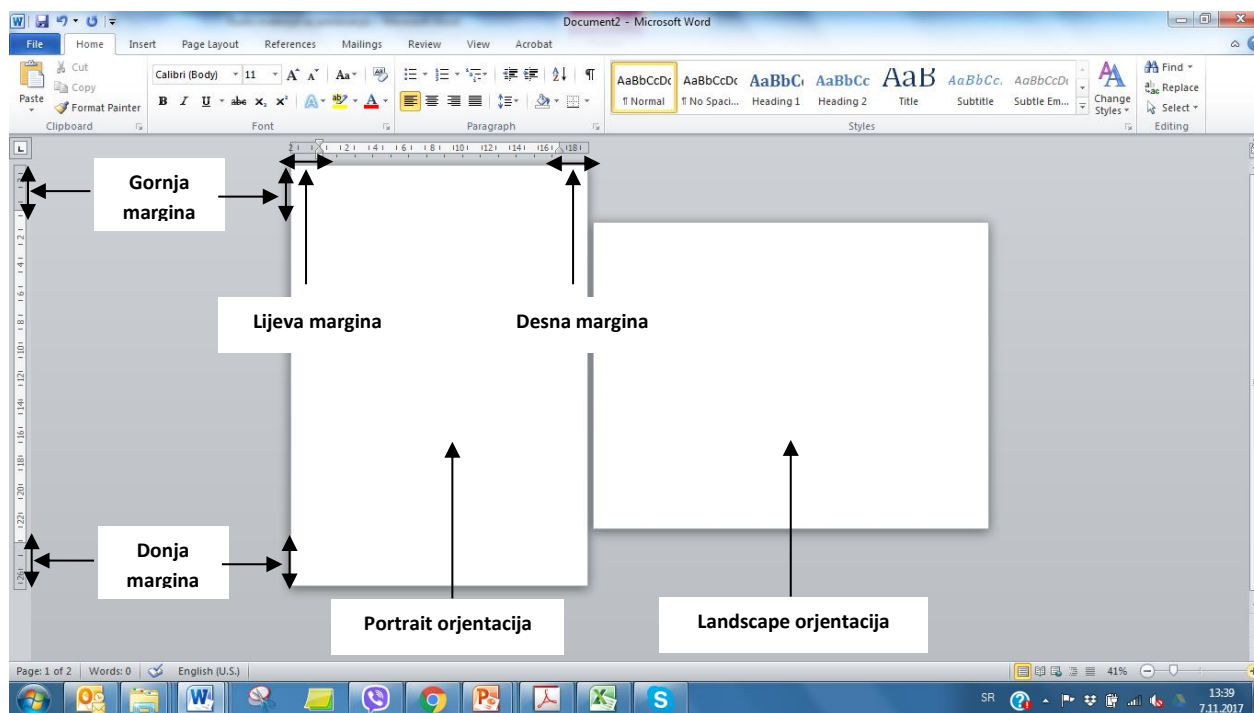 Document2 - Microsoft Word
File Home Insert Page Layout References Mailings Review View Acrobat
Paste
Cut
Copy
Format Painter
Clipboard
Calibri (Body) 11
Font
Paragraph
AaBbCcDc AaBbCcDc AaBbC AaBbCc AaB AaBbCc. AaBbCcDc
¶ Normal ¶ No Spaci... Heading 1 Heading 2 Title Subtitle Subtle Em...
Change
Styles
Styles
Find
Replace
Select
Editing
Gornja
margina
Lijeva margina
Desna margina
Donja
margina
Portrait orjentacija
Landscape orjentacija
Page: 1 of 2 Words: 0 English (U.S.) 41%
SR 13:39
7.11.2017